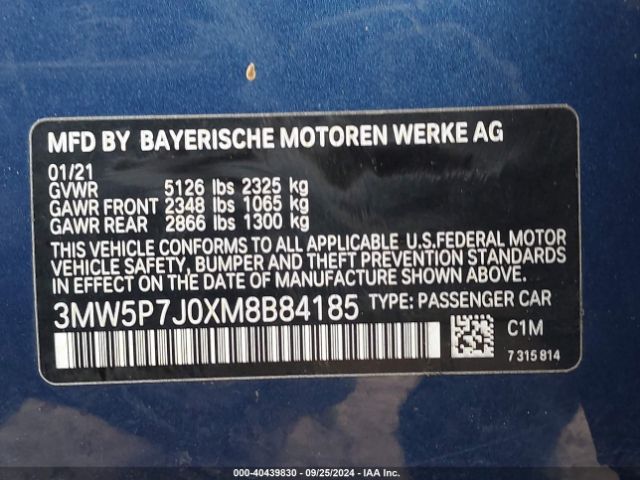 MFD BY BAYERISCHE MOTOREN WERKE AG
01/21
GVWR 5126 lbs 2325 kg
GAWR FRONT 2348 lbs 1065 kg
GAWR REAR 2866 lbs 1300 kg
THIS VEHICLE CONFORMS TO ALL APPLICABLE U.S.FEDERAL MOTOR
VEHICLE SAFETY, BUMPER AND THEFT PREVENTION STANDARDS
IN EFFECT ON THE DATE OF MANUFACTURE SHOWN ABOVE.
3MW5P7J0XM8B84185 TYPE: PASSENGER CAR
C1M
7 315 814
000 - 40439830 - 09/25/2024 - IAA Inc.